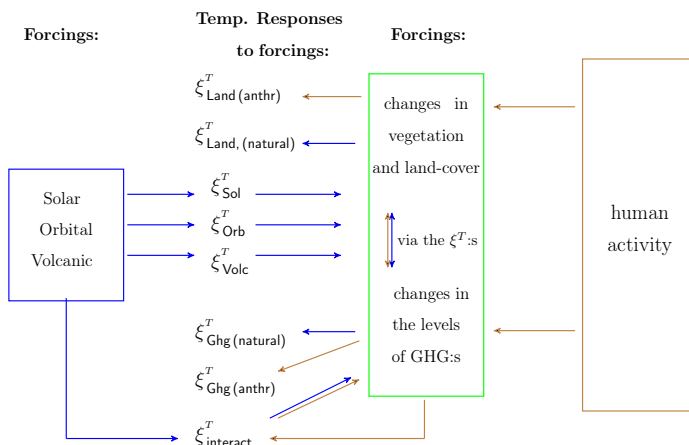 Forcings:
Temp. Responses
to forcings:
Forcings:
ξ^T_Land (anthr)
ξ^T_Land, (natural)
ξ^T_Sol
ξ^T_Orb
ξ^T_Volc
ξ^T_Ghg (natural)
ξ^T_Ghg (anthr)
ξ^T_interact
Solar
Orbital
Volcanic
changes in
vegetation
and land-cover
via the ξ^T:s
changes in
the levels
of GHG:s
human
activity